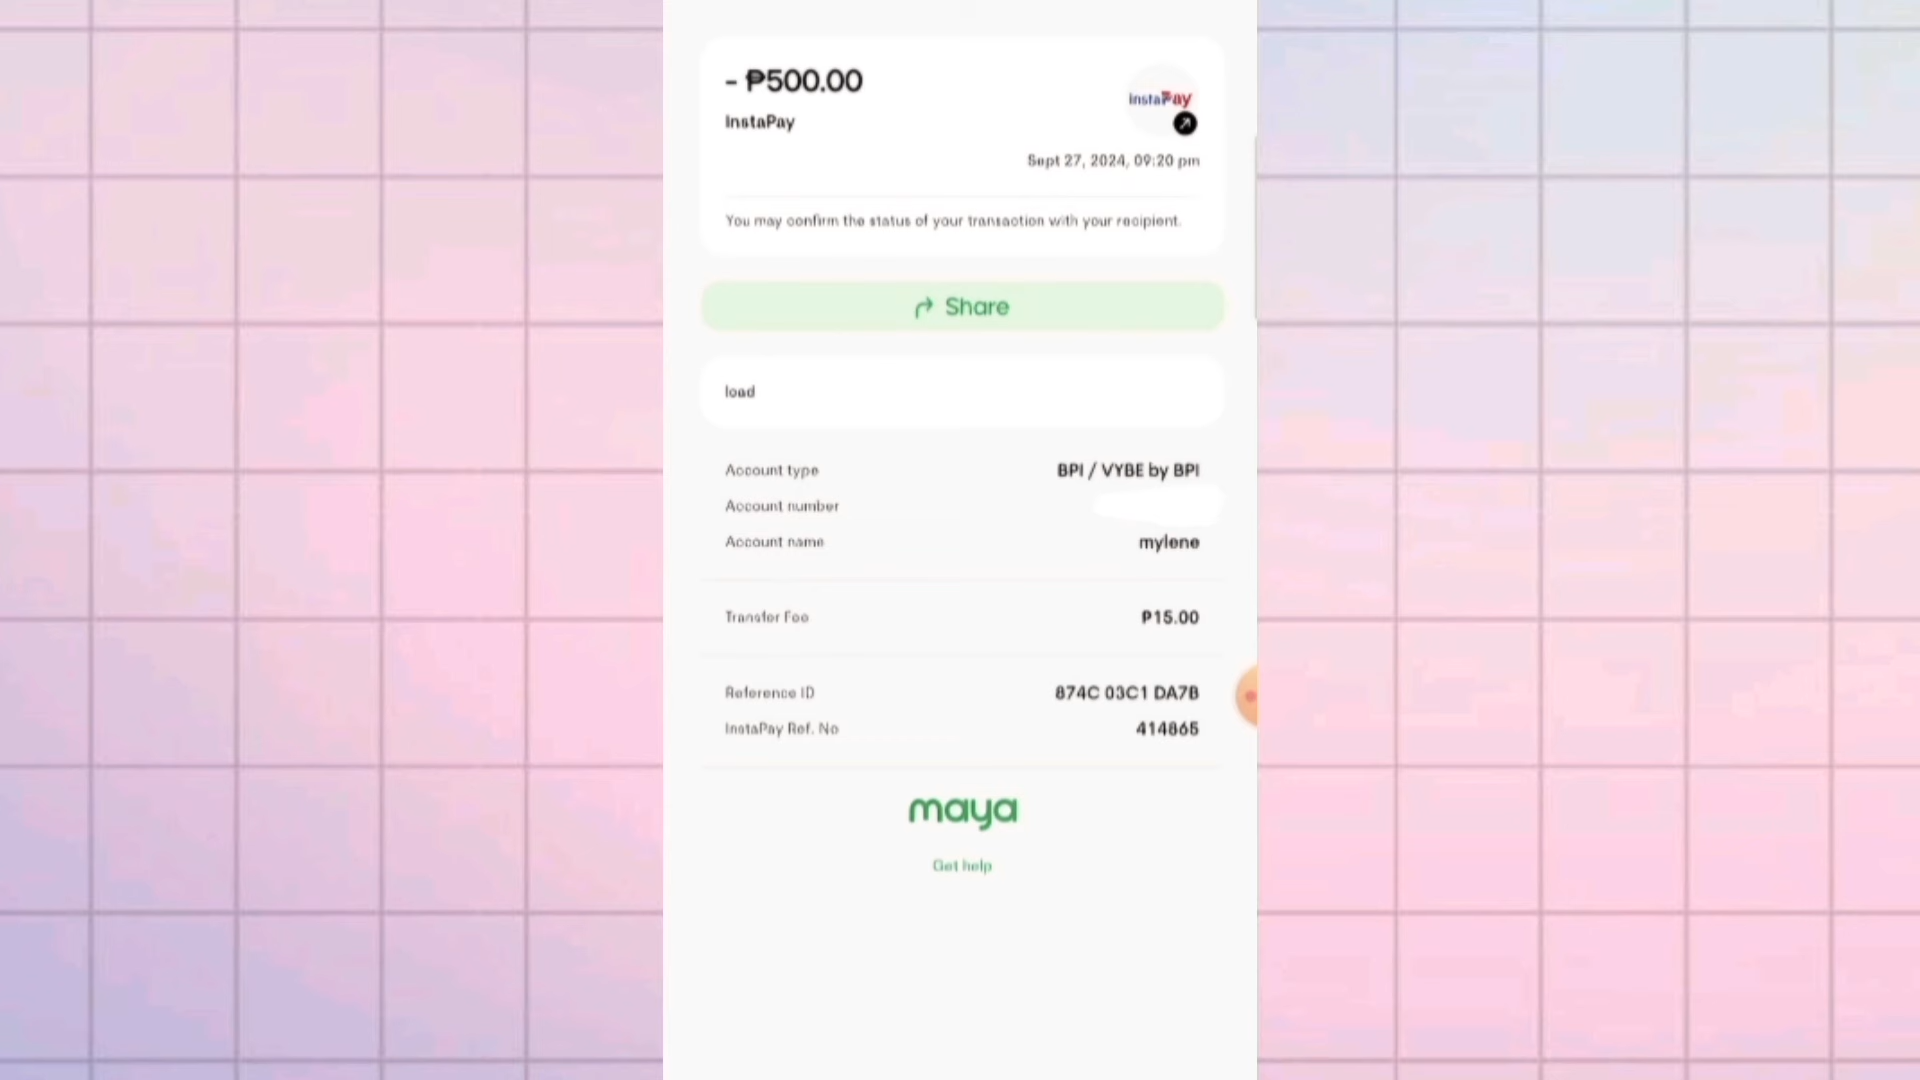 - ₱500.00
InstaPay
instaPay
Sept 27, 2024, 09:20 pm
You may confirm the status of your transaction with your recipient.
Share
load
Account type BPI / VYBE by BPI
Account number
Account name mylene
Transfer Fee ₱15.00
Reference ID 874C 03C1 DA7B
InstaPay Ref. No 414865
maya
Get help